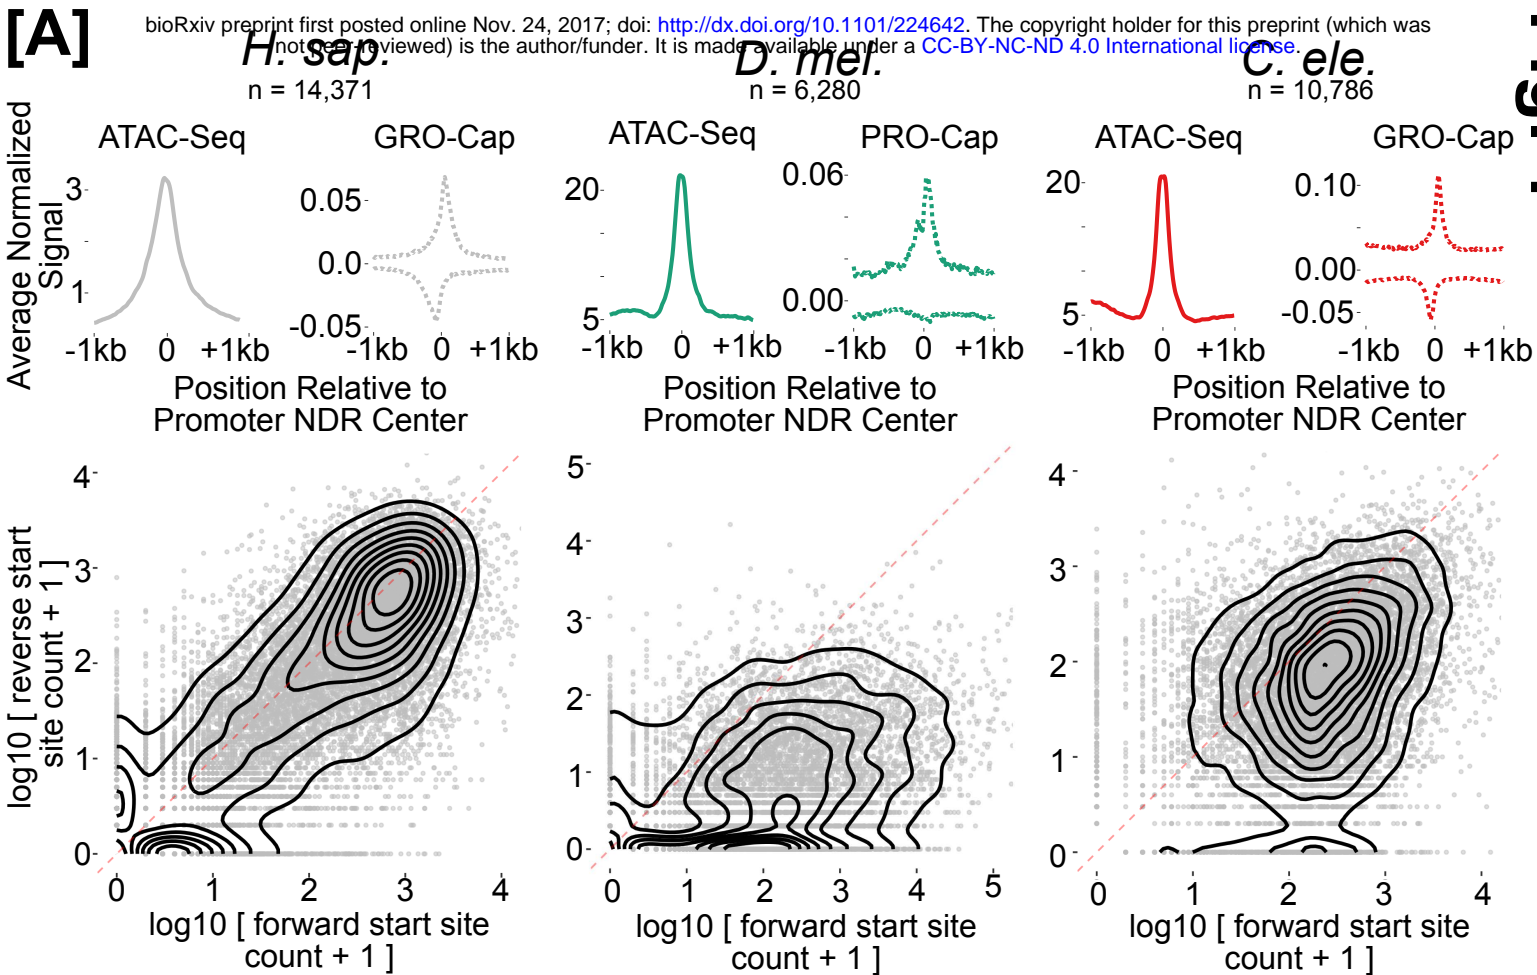 [A]
bioRxiv preprint first posted online Nov. 24, 2017; doi: http://dx.doi.org/10.1101/224642. The copyright holder for this preprint (which was
not peer-reviewed) is the author/funder. It is made available under a CC-BY-NC-ND 4.0 International license.
H. sap.
n = 14,371
D. mel.
n = 6,280
C. ele.
n = 10,786
Average Normalized
Signal
ATAC-Seq
3
1
-1kb 0 +1kb
GRO-Cap
0.05
0.0
-0.05
-1kb 0 +1kb
Position Relative to
Promoter NDR Center
ATAC-Seq
20
5
-1kb 0 +1kb
PRO-Cap
0.06
0.00
-1kb 0 +1kb
Position Relative to
Promoter NDR Center
ATAC-Seq
20
5
-1kb 0 +1kb
GRO-Cap
0.10
0.00
-0.05
-1kb 0 +1kb
Position Relative to
Promoter NDR Center
log10 [ reverse start
site count + 1 ]
4
3
2
1
0
0 1 2 3 4
log10 [ forward start site
count + 1 ]
5
4
3
2
1
0
0 1 2 3 4 5
log10 [ forward start site
count + 1 ]
4
3
2
1
0
0 1 2 3 4
log10 [ forward start site
count + 1 ]